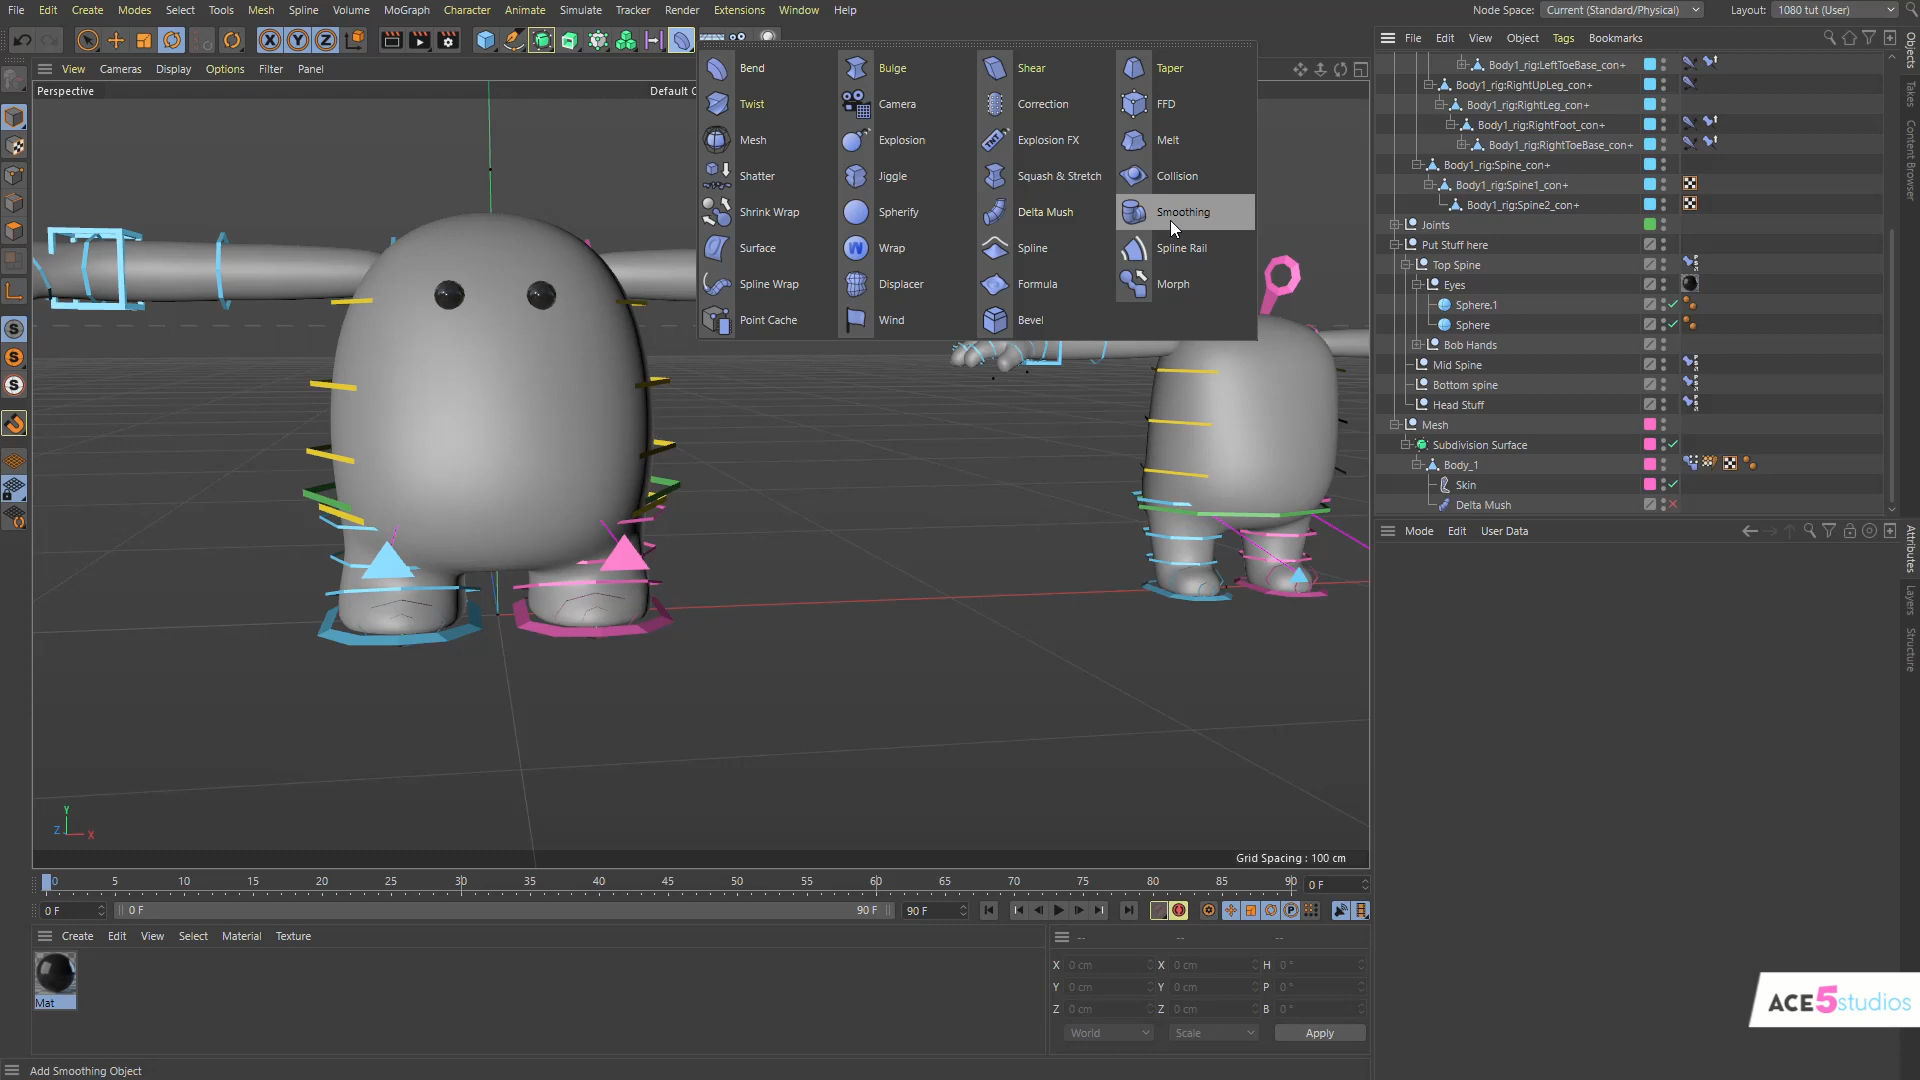 File Edit Create Modes Select Tools Mesh Spline Volume MoGraph Character Animate Simulate Tracker Render Extensions Window Help
Node Space: Current (Standard/Physical) Layout: 1080 tut (User)
File Edit View Object Tags Bookmarks
View Cameras Display Options Filter Panel
Perspective
Default C
Bend Bulge Shear Taper
Twist Camera Correction FFD
Mesh Explosion Explosion FX Melt
Shatter Jiggle Squash & Stretch Collision
Shrink Wrap Spherify Delta Mush Smoothing
Surface Wrap Spline Spline Rail
Spline Wrap Displacer Formula Morph
Point Cache Wind Bevel
Body1_rig:LeftToeBase_con+
Body1_rig:RightUpLeg_con+
Body1_rig:RightLeg_con+
Body1_rig:RightFoot_con+
Body1_rig:RightToeBase_con+
Body1_rig:Spine_con+
Body1_rig:Spine1_con+
Body1_rig:Spine2_con+
Joints
Put Stuff here
Top Spine
Eyes
Sphere.1
Sphere
Bob Hands
Mid Spine
Bottom spine
Head Stuff
Mesh
Subdivision Surface
Body_1
Skin
Delta Mush
Objects
Takes
Content Browser
Mode Edit User Data
Attributes
Layers
Structure
Y
Z X
Grid Spacing : 100 cm
0 5 10 15 20 25 30 35 40 45 50 55 60 65 70 75 80 85 90 0 F
0 F 0 F 90 F 90 F
Create Edit View Select Material Texture
-- -- --
X 0 cm X 0 cm H 0 °
Y 0 cm Y 0 cm P 0 °
Z 0 cm Z 0 cm B 0 °
World Scale Apply
Mat
ACE5studios
Add Smoothing Object